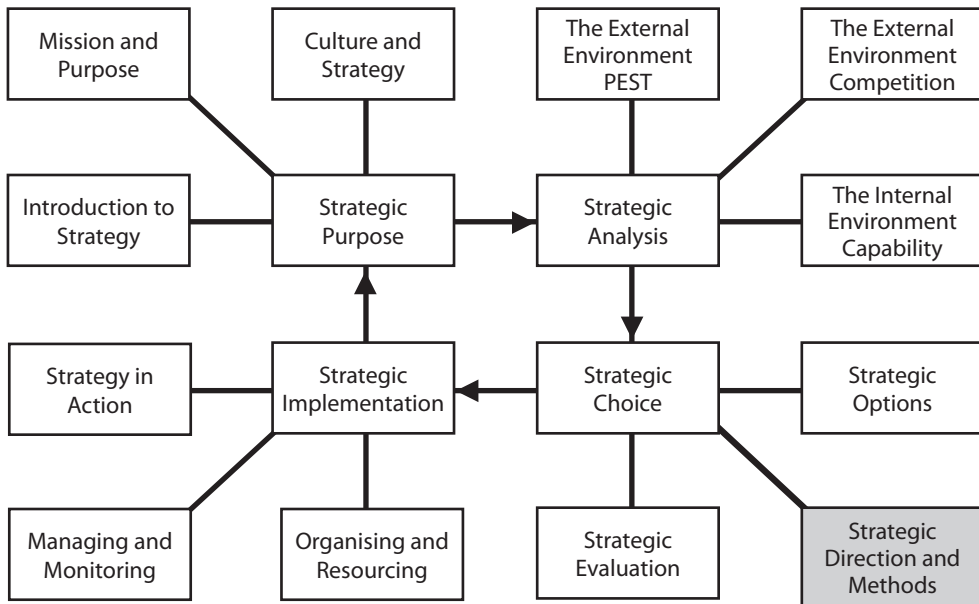 Mission and
Purpose
Culture and
Strategy
The External
Environment
PEST
The External
Environment
Competition
Introduction to
Strategy
Strategic
Purpose
Strategic
Analysis
The Internal
Environment
Capability
Strategy in
Action
Strategic
Implementation
Strategic
Choice
Strategic
Options
Managing and
Monitoring
Organising and
Resourcing
Strategic
Evaluation
Strategic
Direction and
Methods